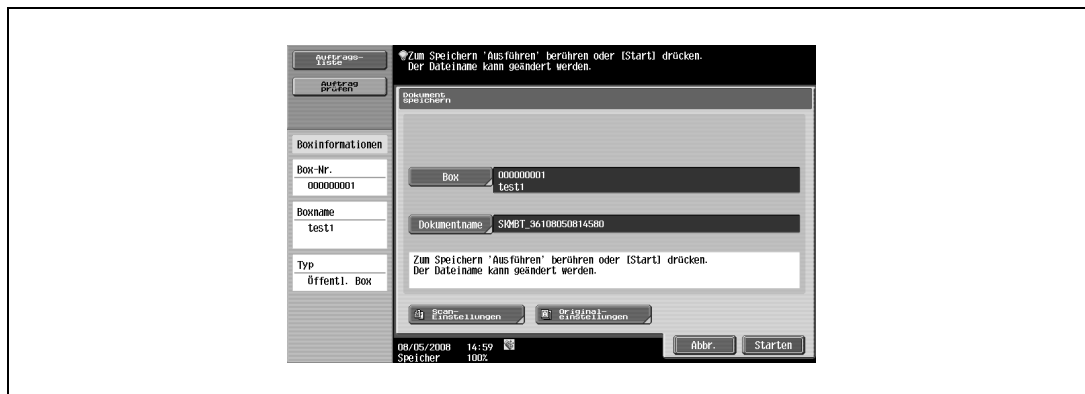 Auftrags-
liste
Auftrag
prüfen
Zum Speichern 'Ausführen' berühren oder [Start] drücken.
Der Dateiname kann geändert werden.
Dokument
speichern
Boxinformationen
Box-Nr.
000000001
Boxname
test1
Typ
Öffentl. Box
Box
000000001
test1
Dokumentname
SKMBT_36108050814580
Zum Speichern 'Ausführen' berühren oder [Start] drücken.
Der Dateiname kann geändert werden.
Scan-
Einstellungen
Original-
einstellungen
08/05/2008 14:59
Speicher 100%
Abbr.
Starten